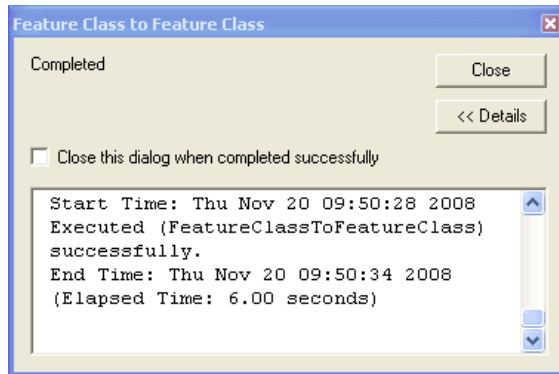 Feature Class to Feature Class
Completed
Close
<< Details
Close this dialog when completed successfully
Start Time: Thu Nov 20 09:50:28 2008
Executed (FeatureClassToFeatureClass)
successfully.
End Time: Thu Nov 20 09:50:34 2008
(Elapsed Time: 6.00 seconds)